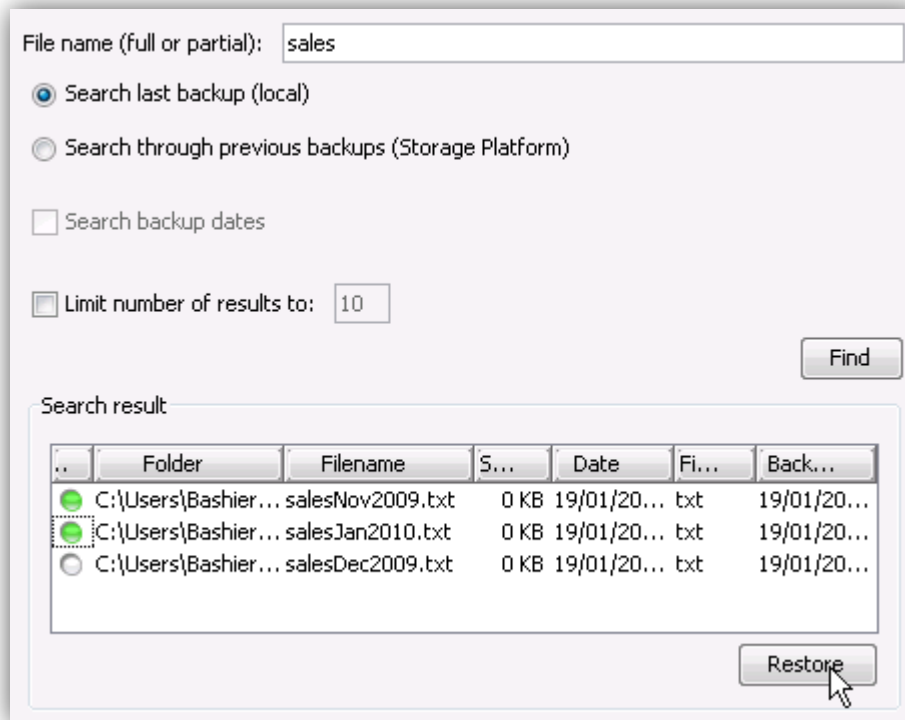 File name (full or partial): sales
Search last backup (local)
Search through previous backups (Storage Platform)
Search backup dates
Limit number of results to: 10
Find
Search result
.. Folder Filename S... Date Fi... Back...
C:\Users\Bashier... salesNov2009.txt 0 KB 19/01/20... txt 19/01/20...
C:\Users\Bashier... salesJan2010.txt 0 KB 19/01/20... txt 19/01/20...
C:\Users\Bashier... salesDec2009.txt 0 KB 19/01/20... txt 19/01/20...
Restore